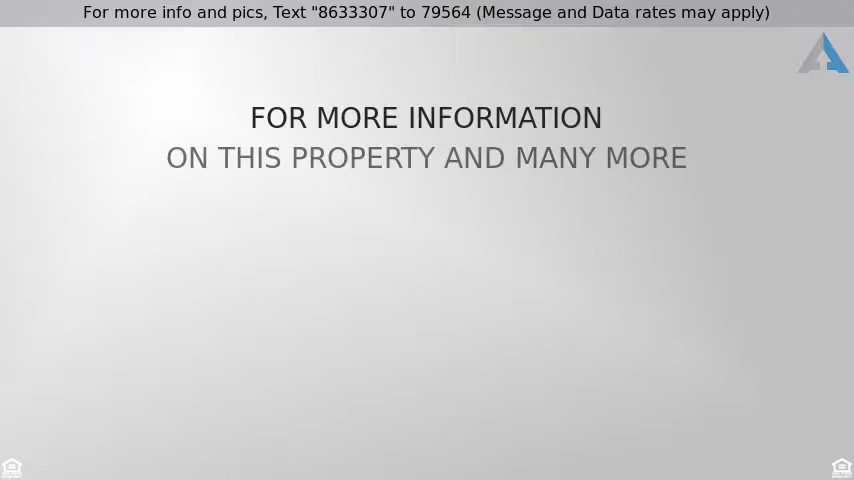 For more info and pics, Text "8633307" to 79564 (Message and Data rates may apply)
FOR MORE INFORMATION
ON THIS PROPERTY AND MANY MORE